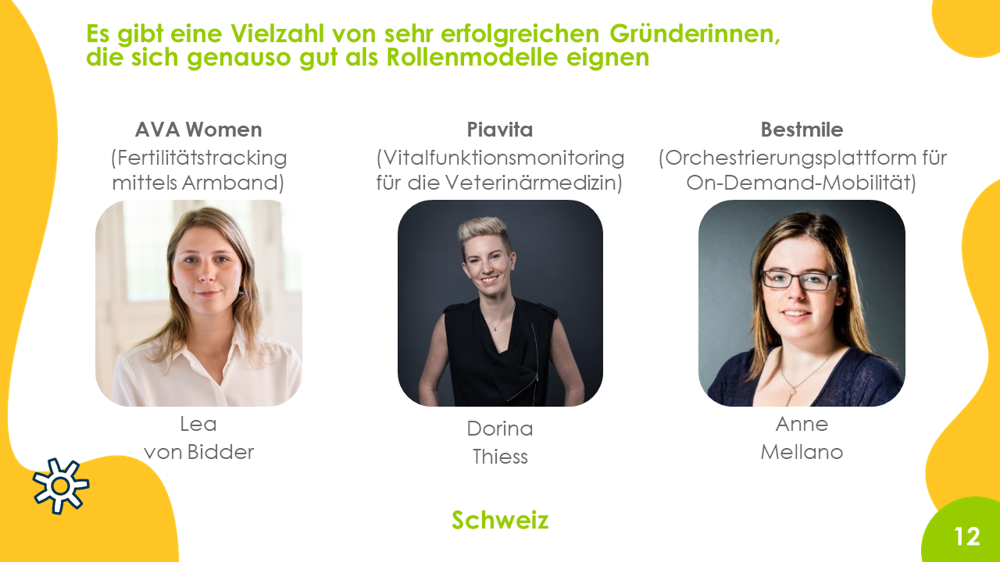 Es gibt eine Vielzahl von sehr erfolgreichen Gründerinnen,
die sich genauso gut als Rollenmodelle eignen
AVA Women
(Fertilitätstracking
mittels Armband)
Lea
von Bidder
Piavita
(Vitalfunktionsmonitoring
für die Veterinärmedizin)
Dorina
Thiess
Bestmile
(Orchestrierungsplattform für
On-Demand-Mobilität)
Anne
Mellano
Schweiz
12